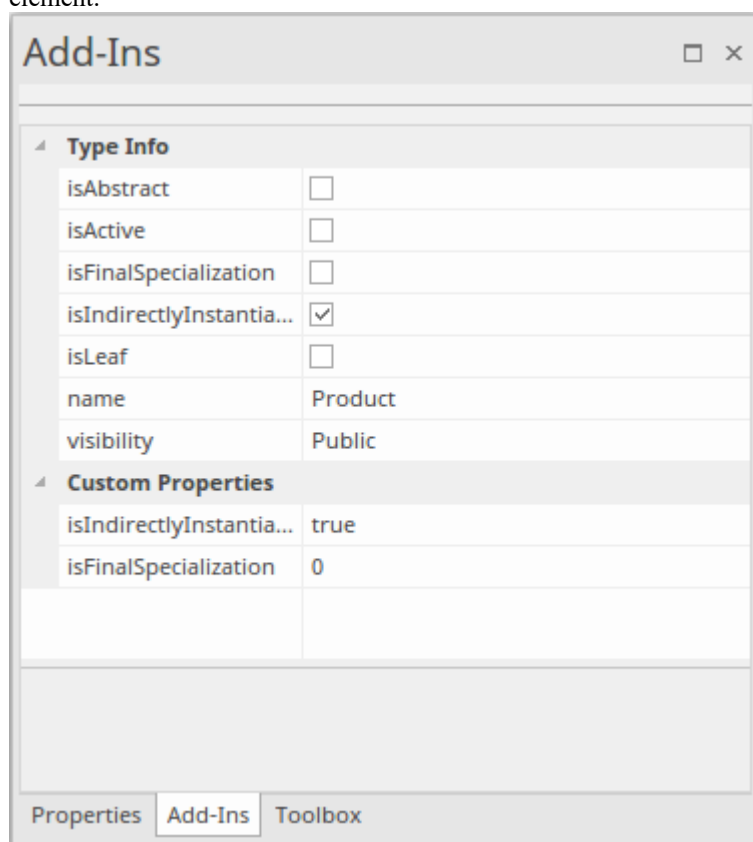 element.
Add-Ins
Type Info
isAbstract
isActive
isFinalSpecialization
isIndirectlyInstantia...
isLeaf
name Product
visibility Public
Custom Properties
isIndirectlyInstantia... true
isFinalSpecialization 0
Properties Add-Ins Toolbox